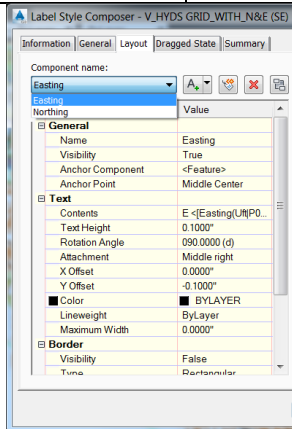 Label Style Composer - V_HYDS GRID_WITH_N&E (SE)
Information General Layout Dragged State Summary
Component name:
Easting
Easting
Northing
Value
General
Name Easting
Visibility True
Anchor Component <Feature>
Anchor Point Middle Center
Text
Contents E <[Easting(Uft|P0...
Text Height 0.1000"
Rotation Angle 090.0000 (d)
Attachment Middle right
X Offset 0.0000"
Y Offset -0.1000"
Color BYLAYER
Lineweight ByLayer
Maximum Width 0.0000"
Border
Visibility False
Type Rectangular